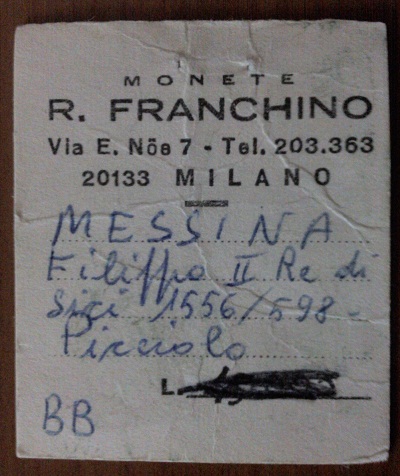 MONETE
R. FRANCHINO
Via E. Nöe 7 - Tel. 203.363
20133 MILANO
MESSINA
Filippo II Re di
Sici 1556/598-
Picciolo
L.
BB